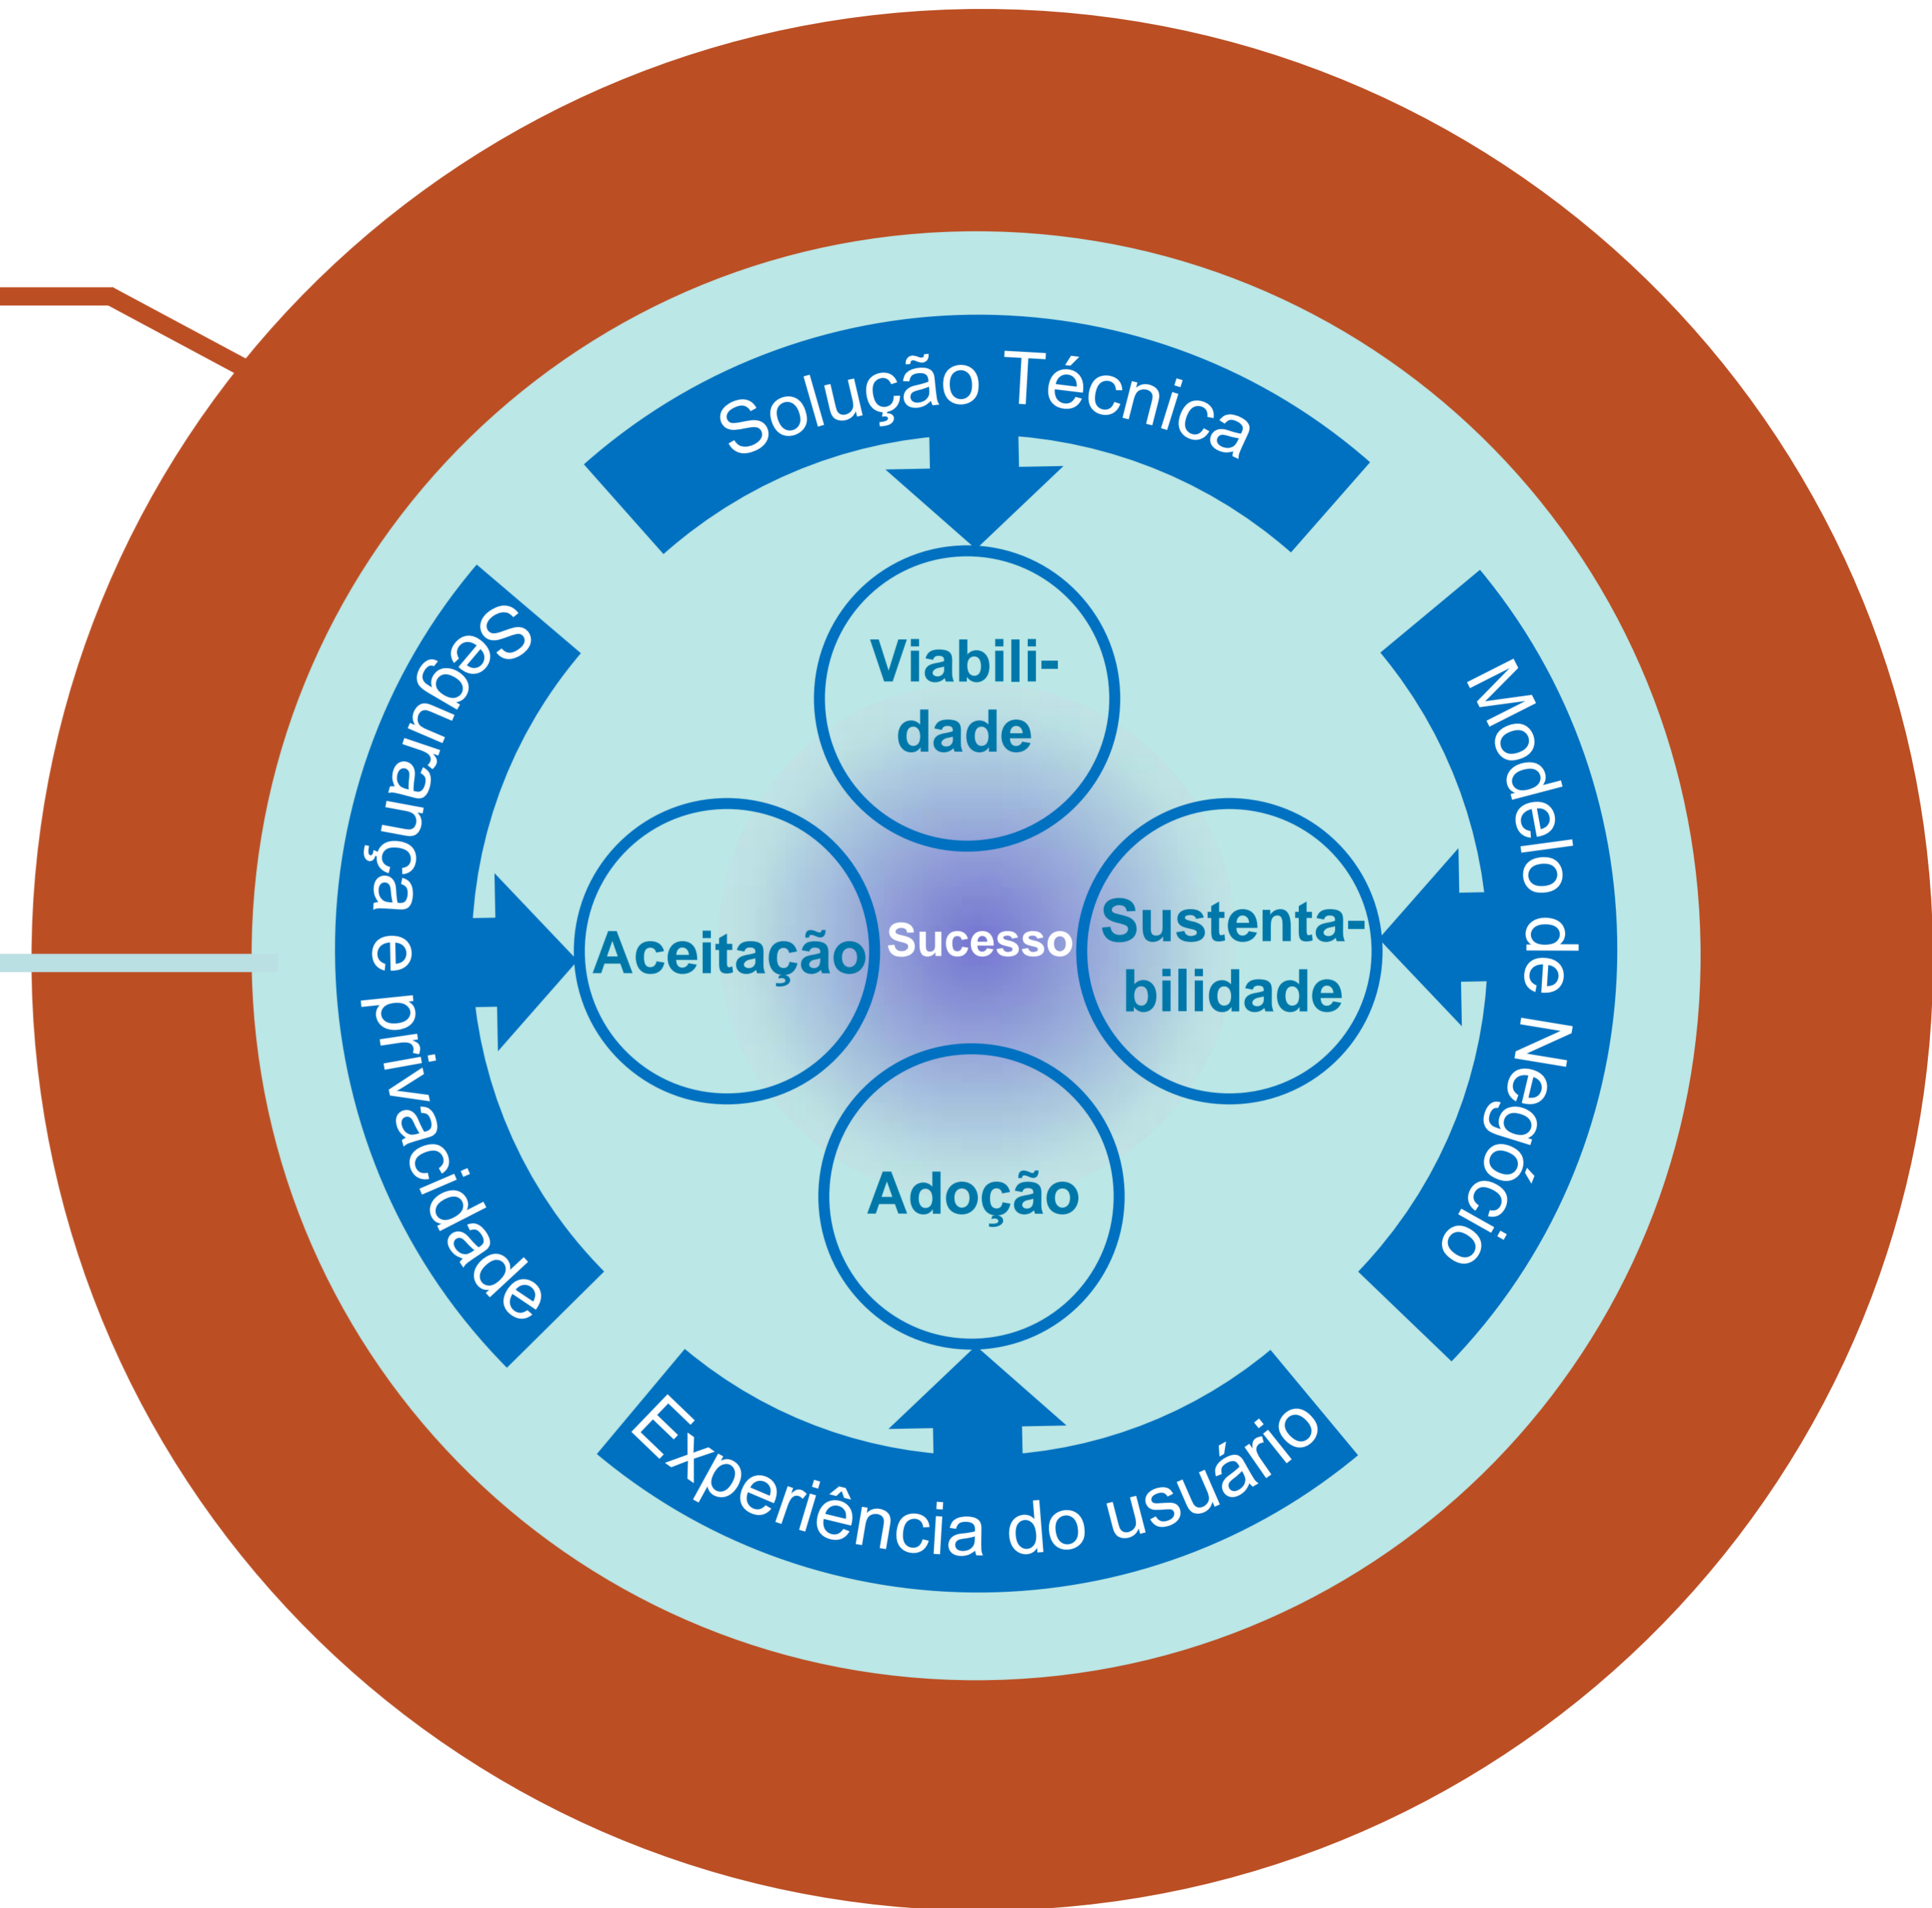 Solução Técnica
Viabili-
dade
Segurança e privacidade
Aceitação
Sucesso
Sustenta-
bilidade
Modelo de Negócio
Adoção
Experiência do usuário